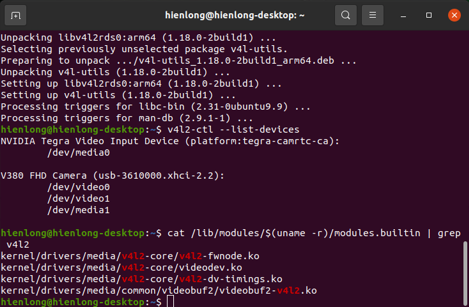 hienlong@hienlong-desktop: ~
Unpacking libv4l2rds0:arm64 (1.18.0-2build1) ...
Selecting previously unselected package v4l-utils.
Preparing to unpack .../v4l-utils_1.18.0-2build1_arm64.deb ...
Unpacking v4l-utils (1.18.0-2build1) ...
Setting up libv4l2rds0:arm64 (1.18.0-2build1) ...
Setting up v4l-utils (1.18.0-2build1) ...
Processing triggers for libc-bin (2.31-0ubuntu9.9) ...
Processing triggers for man-db (2.9.1-1) ...
hienlong@hienlong-desktop:~$ v4l2-ctl --list-devices
NVIDIA Tegra Video Input Device (platform:tegra-camrtc-ca):
/dev/media0
V380 FHD Camera (usb-3610000.xhci-2.2):
/dev/video0
/dev/video1
/dev/media1
hienlong@hienlong-desktop:~$ cat /lib/modules/$(uname -r)/modules.builtin | grep
v4l2
kernel/drivers/media/v4l2-core/v4l2-fwnode.ko
kernel/drivers/media/v4l2-core/videodev.ko
kernel/drivers/media/v4l2-core/v4l2-dv-timings.ko
kernel/drivers/media/common/videobuf2/videobuf2-v4l2.ko
hienlong@hienlong-desktop:~$